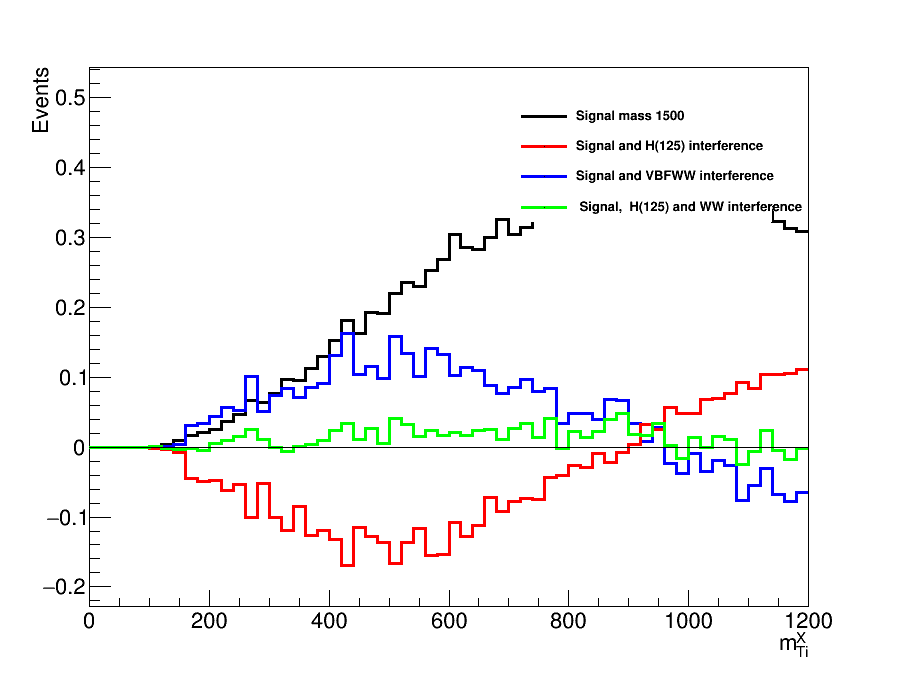 Events
0.5
0.4
0.3
0.2
0.1
0
−0.1
−0.2
Signal mass 1500
Signal and H(125) interference
Signal and VBFWW interference
Signal, H(125) and WW interference
0 200 400 600 800 1000 1200
m^X_Ti